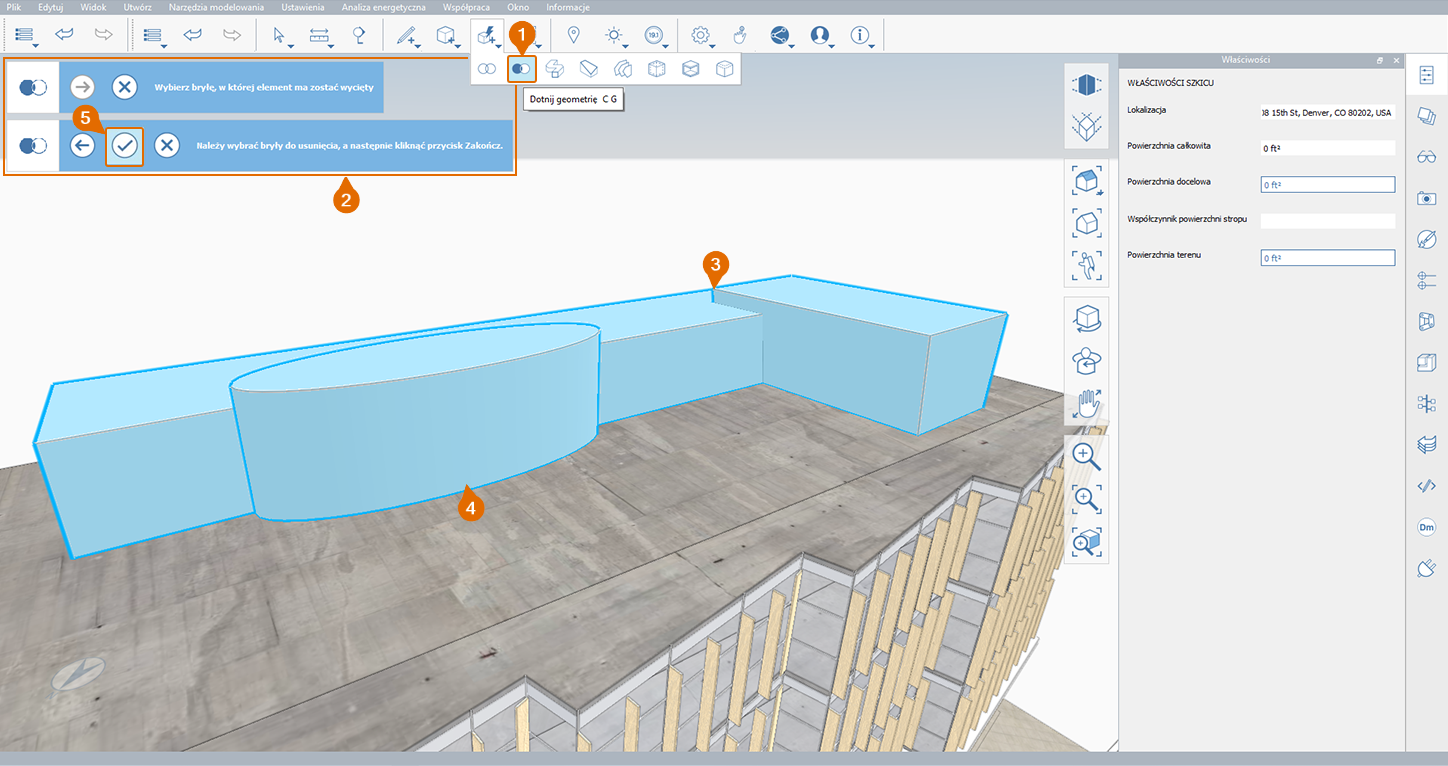 Plik Edytuj Widok Utwórz Narzędzia modelowania Ustawienia Analiza energetyczna Współpraca Okno Informacje
19.1
1
Dotnij geometrię C G
Wybierz bryłę, w której element ma zostać wycięty
5
Należy wybrać bryły do usunięcia, a następnie kliknąć przycisk Zakończ.
2
3
4
Właściwości
WŁAŚCIWOŚCI SZKICU
Lokalizacja 08 15th St, Denver, CO 80202, USA
Powierzchnia całkowita 0 ft²
Powierzchnia docelowa 0 ft²
Współczynnik powierzchni stropu
Powierzchnia terenu 0 ft²
Dm